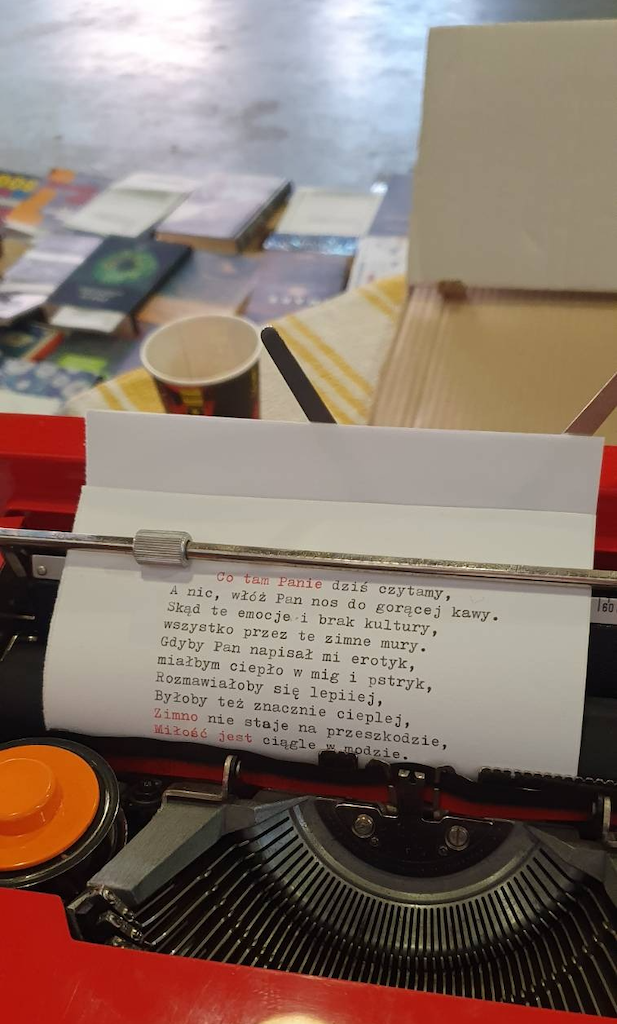 Co tam Panie dziś czytamy,
A nic, włóż Pan nos do gorącej kawy.
Skąd te emocje i brak kultury,
wszystko przez te zimne mury.
Gdyby Pan napisał mi erotyk,
miałbym ciepło w mig i pstryk,
Rozmawiałoby się lepiiej,
Byłoby też znacznie cieplej,
Zimno nie staje na przeszkodzie,
Miłość jest ciągle w modzie.
60